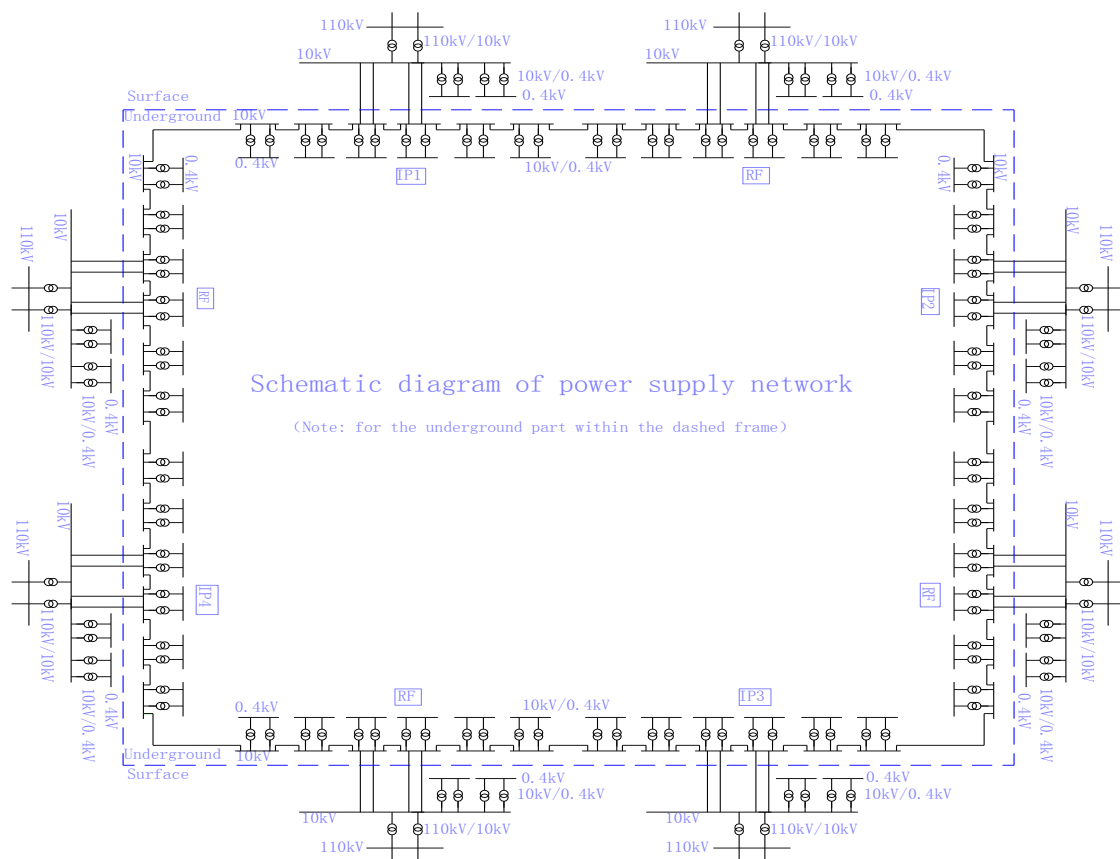 110kV
110kV/10kV
10kV
10kV/0.4kV
0.4kV
110kV
110kV/10kV
10kV
10kV/0.4kV
0.4kV
Surface
Underground
10kV
0.4kV
IP1
10kV/0.4kV
RF
10kV
0.4kV
0.4kV
10kV
110kV
10kV
RF
110kV/10kV
10kV/0.4kV
0.4kV
IP2
10kV
110kV
110kV/10kV
0.4kV
10kV/0.4kV
Schematic diagram of power supply network
(Note: for the underground part within the dashed frame)
110kV
10kV
IP4
110kV/10kV
10kV/0.4kV
0.4kV
RF
10kV
110kV
110kV/10kV
0.4kV
10kV/0.4kV
RF
IP3
0.4kV
10kV/0.4kV
Underground
10kV
Surface
0.4kV
10kV/0.4kV
10kV
110kV/10kV
110kV
0.4kV
10kV/0.4kV
10kV
110kV/10kV
110kV